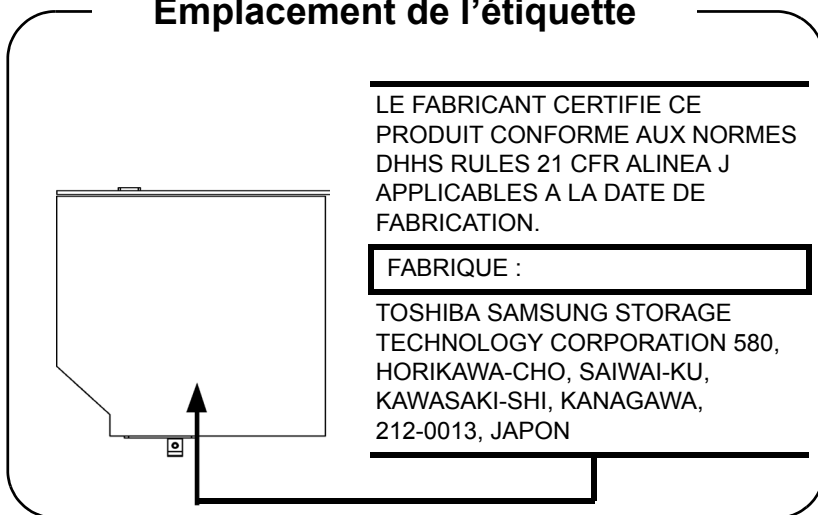 Emplacement de l’étiquette
LE FABRICANT CERTIFIE CE
PRODUIT CONFORME AUX NORMES
DHHS RULES 21 CFR ALINEA J
APPLICABLES A LA DATE DE
FABRICATION.
FABRIQUE :
TOSHIBA SAMSUNG STORAGE
TECHNOLOGY CORPORATION 580,
HORIKAWA-CHO, SAIWAI-KU,
KAWASAKI-SHI, KANAGAWA,
212-0013, JAPON